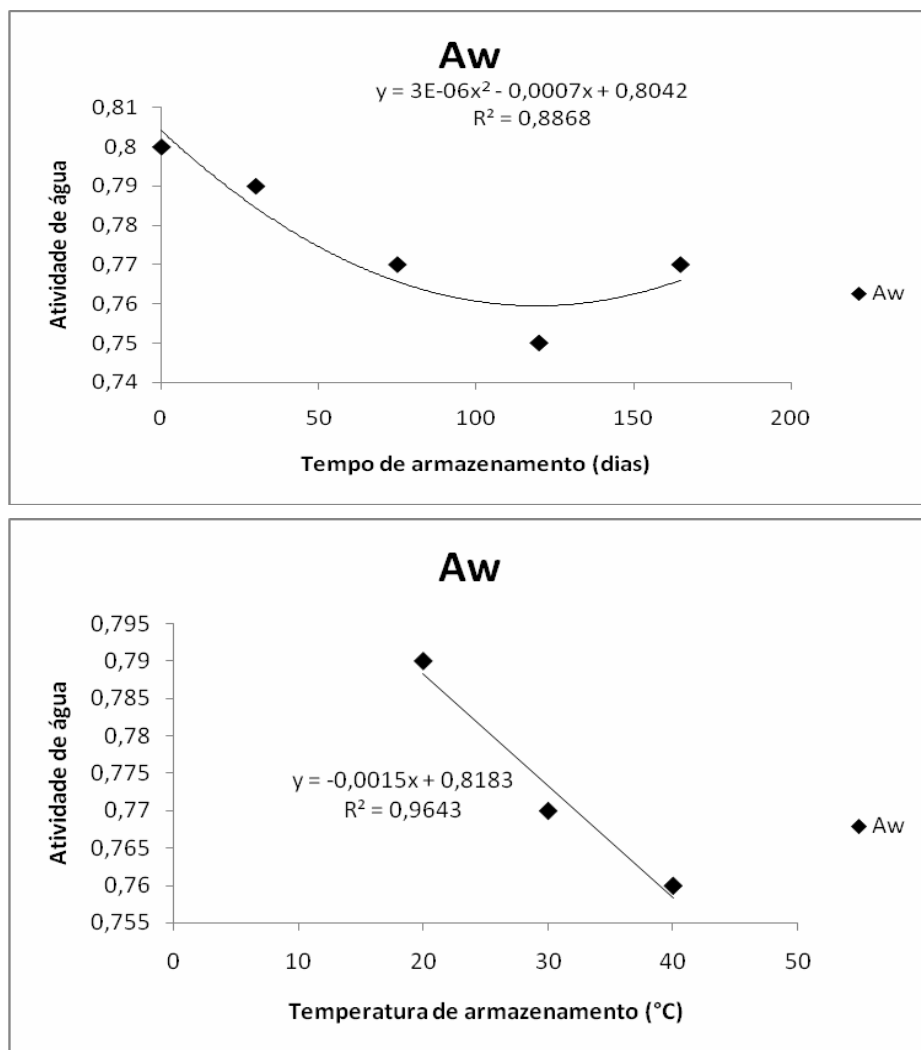 Aw
y = 3E-06x² - 0,0007x + 0,8042
R² = 0,8868
0,81
0,8
0,79
0,78
0,77
0,76
0,75
0,74
Atividade de água
0 50 100 150 200
Tempo de armazenamento (dias)
Aw
Aw
0,795
0,79
0,785
0,78
0,775
0,77
0,765
0,76
0,755
Atividade de água
y = -0,0015x + 0,8183
R² = 0,9643
0 10 20 30 40 50
Temperatura de armazenamento (°C)
Aw